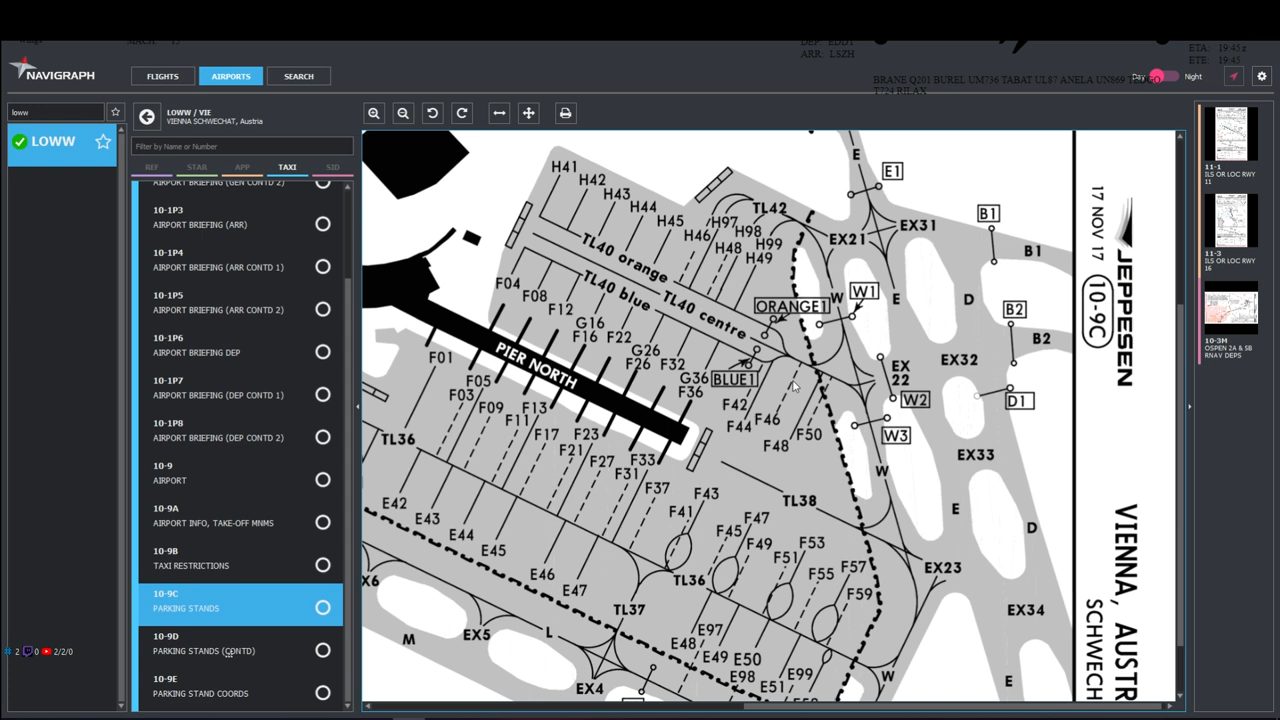 DEP: EDDT
ARR: LSZH
ETA: 19:45 z
ETE: 19:45
BRANE Q201 BUREL UM736 TABAT UL87 ANELA UN869
T724 RILAX
NAVIGRAPH
FLIGHTS
AIRPORTS
SEARCH
Day
Night
loww
LOWW
LOWW / VIE
VIENNA SCHWECHAT, Austria
Filter by Name or Number
REF
STAR
APP
TAXI
SID
AIRPORT BRIEFING (GEN CONTD 2)
10-1P3
AIRPORT BRIEFING (ARR)
10-1P4
AIRPORT BRIEFING (ARR CONTD 1)
10-1P5
AIRPORT BRIEFING (ARR CONTD 2)
10-1P6
AIRPORT BRIEFING DEP
10-1P7
AIRPORT BRIEFING (DEP CONTD 1)
10-1P8
AIRPORT BRIEFING (DEP CONTD 2)
10-9
AIRPORT
10-9A
AIRPORT INFO, TAKE-OFF MNMS
10-9B
TAXI RESTRICTIONS
10-9C
PARKING STANDS
10-9D
PARKING STANDS (CONTD)
10-9E
PARKING STAND COORDS
2 0 2/2/0
H41
H42
H43
H44
H45
H46
H97
H48
H98
H99
H49
TL42
TL40 orange
TL40 blue
TL40 centre
E
E1
EX21
EX31
B1
B1
W
W1
E
D
ORANGE1
BLUE1
B2
B2
EX32
EX
22
W2
D1
W3
F04
F08
F12
G16
F16
F22
G26
F26
F32
G36
F36
F42
F44
F46
F48
F50
PIER NORTH
F01
F05
F03
F09
F11
F13
F17
F21
F23
F27
F31
F33
F37
TL36
TL38
W
EX33
F41
F43
F45
F47
F49
F51
F53
F55
F57
F59
E42
E43
E44
E45
E46
E47
TL36
TL37
E
D
EX23
EX34
X6
M
EX5
L
EX4
E48
E97
E49
E50
E98
E51
E99
W
E
JEPPESEN
17 NOV 17
10-9C
VIENNA, AUSTR
SCHWECH
11-1
ILS OR LOC RWY
11
11-3
ILS OR LOC RWY
16
10-3M
OSPEN 2A & 5B
RNAV DEPS